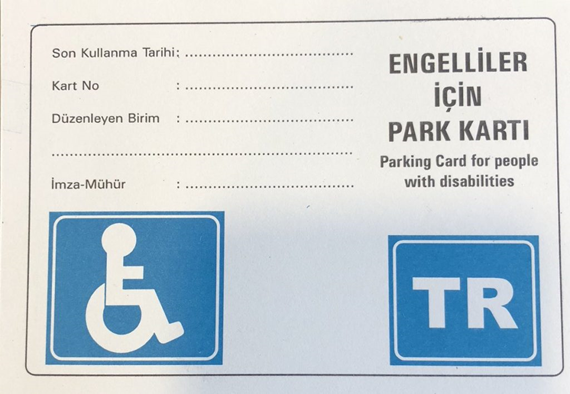 Son Kullanma Tarihi: ........................................
Kart No : ........................................
Düzenleyen Birim : ........................................
........................................................................
İmza-Mühür : ........................................
ENGELLİLER
İÇİN
PARK KARTI
Parking Card for people
with disabilities
TR